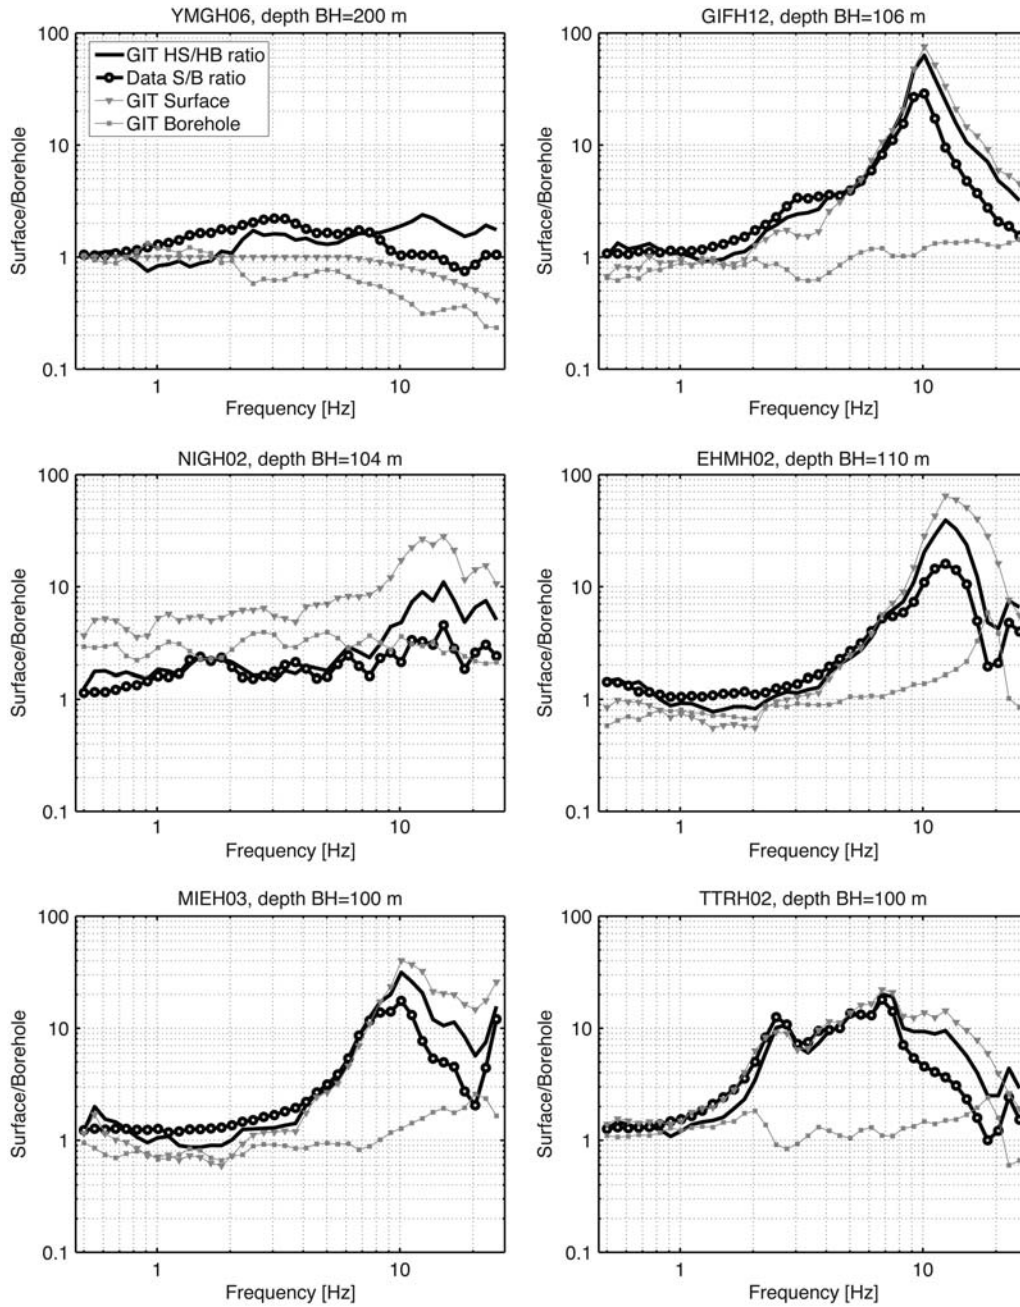 YMGH06, depth BH=200 m
100
10
1
0.1
Surface/Borehole
GIT HS/HB ratio
Data S/B ratio
GIT Surface
GIT Borehole
1
10
Frequency [Hz]
GIFH12, depth BH=106 m
100
10
1
0.1
Surface/Borehole
1
10
Frequency [Hz]
NIGH02, depth BH=104 m
100
10
1
0.1
Surface/Borehole
1
10
Frequency [Hz]
EHMH02, depth BH=110 m
100
10
1
0.1
Surface/Borehole
1
10
Frequency [Hz]
MIEH03, depth BH=100 m
100
10
1
0.1
Surface/Borehole
1
10
Frequency [Hz]
TTRH02, depth BH=100 m
100
10
1
0.1
Surface/Borehole
1
10
Frequency [Hz]